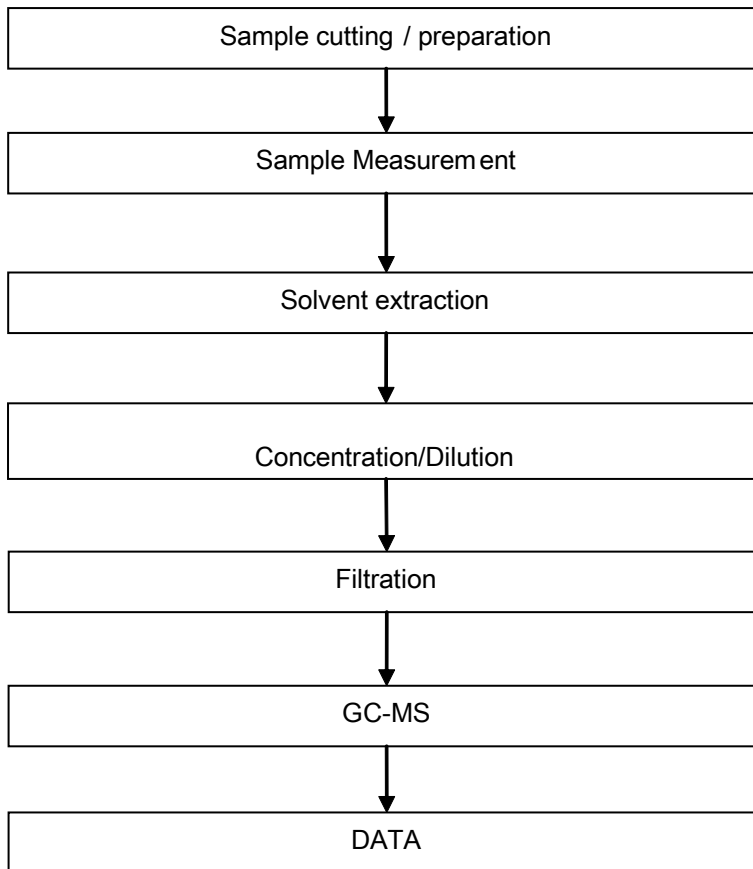 Sample cutting / preparation
Sample Measurement
Solvent extraction
Concentration/Dilution
Filtration
GC-MS
DATA